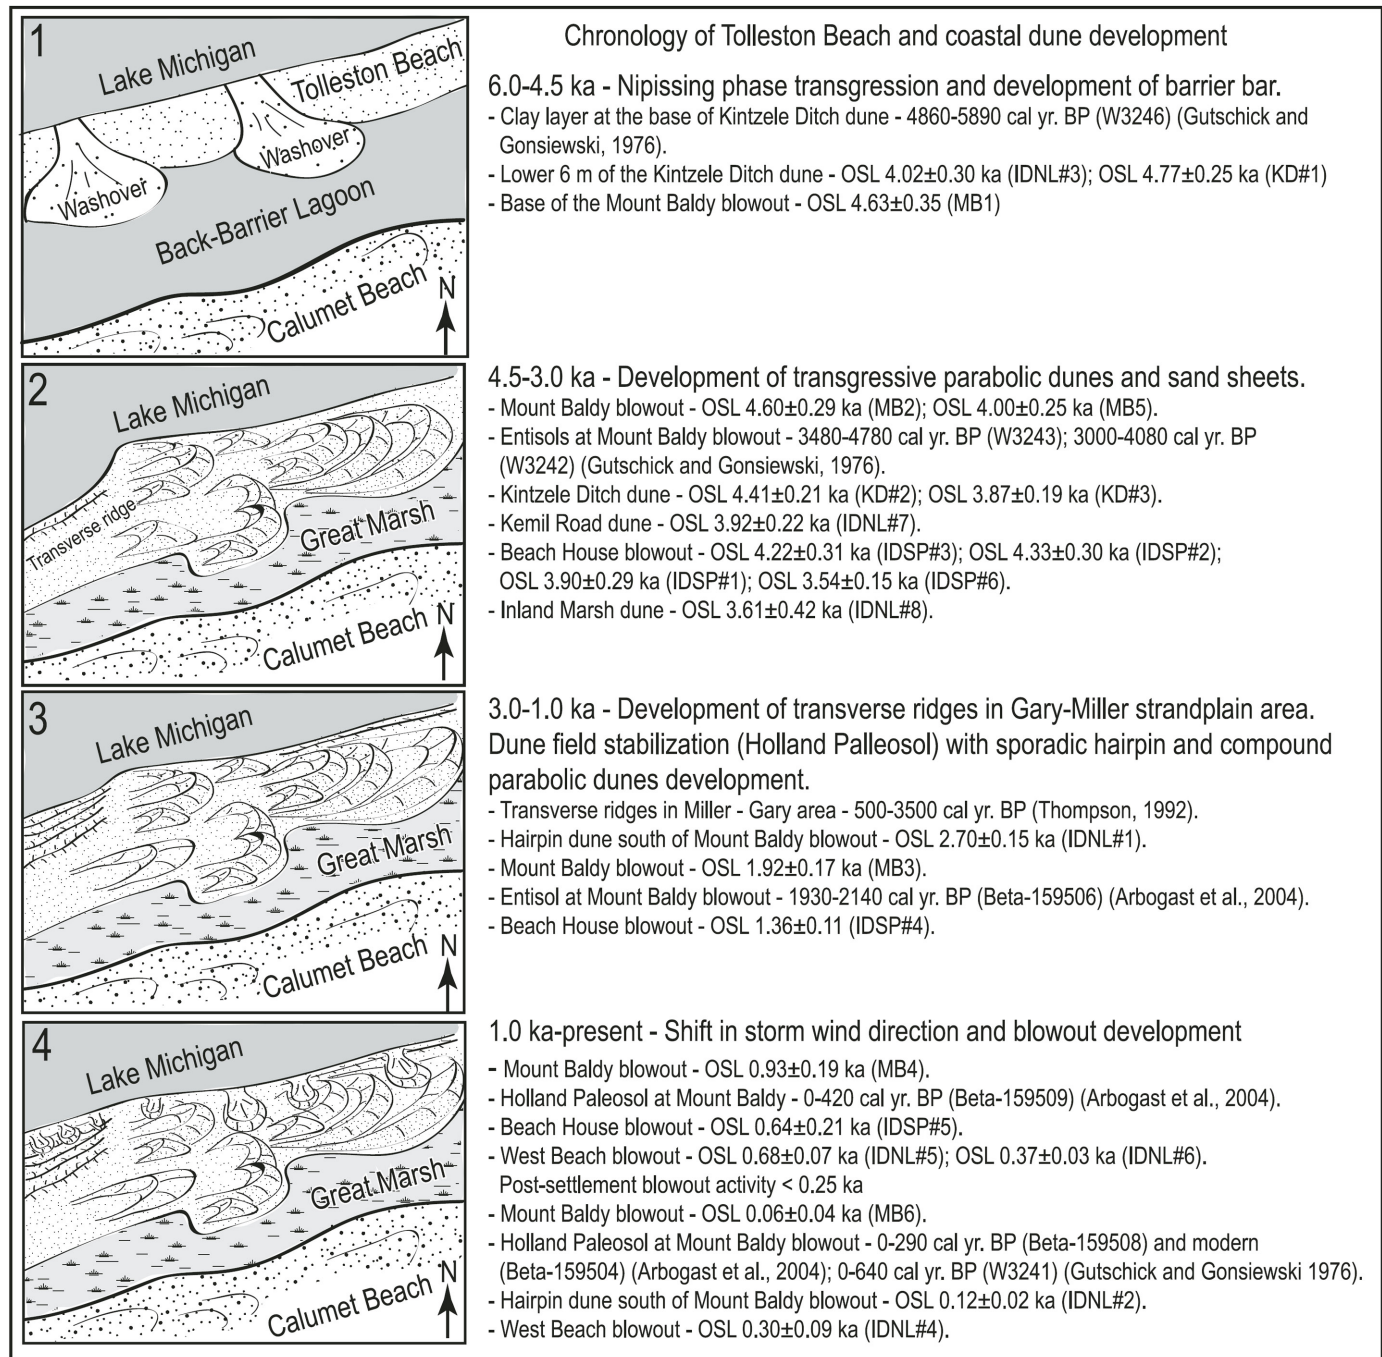 1
Lake Michigan
Tolleston Beach
Washover
Washover
Back-Barrier Lagoon
Calumet Beach
N
Chronology of Tolleston Beach and coastal dune development
6.0-4.5 ka - Nipissing phase transgression and development of barrier bar.
- Clay layer at the base of Kintzele Ditch dune - 4860-5890 cal yr. BP (W3246) (Gutschick and
Gonsiewski, 1976).
- Lower 6 m of the Kintzele Ditch dune - OSL 4.02±0.30 ka (IDNL#3); OSL 4.77±0.25 ka (KD#1)
- Base of the Mount Baldy blowout - OSL 4.63±0.35 (MB1)
2
Lake Michigan
Transverse ridge
Great Marsh
Calumet Beach
N
4.5-3.0 ka - Development of transgressive parabolic dunes and sand sheets.
- Mount Baldy blowout - OSL 4.60±0.29 ka (MB2); OSL 4.00±0.25 ka (MB5).
- Entisols at Mount Baldy blowout - 3480-4780 cal yr. BP (W3243); 3000-4080 cal yr. BP
(W3242) (Gutschick and Gonsiewski, 1976).
- Kintzele Ditch dune - OSL 4.41±0.21 ka (KD#2); OSL 3.87±0.19 ka (KD#3).
- Kemil Road dune - OSL 3.92±0.22 ka (IDNL#7).
- Beach House blowout - OSL 4.22±0.31 ka (IDSP#3); OSL 4.33±0.30 ka (IDSP#2);
OSL 3.90±0.29 ka (IDSP#1); OSL 3.54±0.15 ka (IDSP#6).
- Inland Marsh dune - OSL 3.61±0.42 ka (IDNL#8).
3
Lake Michigan
Great Marsh
Calumet Beach
N
3.0-1.0 ka - Development of transverse ridges in Gary-Miller strandplain area.
Dune field stabilization (Holland Palleosol) with sporadic hairpin and compound
parabolic dunes development.
- Transverse ridges in Miller - Gary area - 500-3500 cal yr. BP (Thompson, 1992).
- Hairpin dune south of Mount Baldy blowout - OSL 2.70±0.15 ka (IDNL#1).
- Mount Baldy blowout - OSL 1.92±0.17 ka (MB3).
- Entisol at Mount Baldy blowout - 1930-2140 cal yr. BP (Beta-159506) (Arbogast et al., 2004).
- Beach House blowout - OSL 1.36±0.11 (IDSP#4).
4
Lake Michigan
Great Marsh
Calumet Beach
N
1.0 ka-present - Shift in storm wind direction and blowout development
- Mount Baldy blowout - OSL 0.93±0.19 ka (MB4).
- Holland Paleosol at Mount Baldy - 0-420 cal yr. BP (Beta-159509) (Arbogast et al., 2004).
- Beach House blowout - OSL 0.64±0.21 ka (IDSP#5).
- West Beach blowout - OSL 0.68±0.07 ka (IDNL#5); OSL 0.37±0.03 ka (IDNL#6).
Post-settlement blowout activity < 0.25 ka
- Mount Baldy blowout - OSL 0.06±0.04 ka (MB6).
- Holland Paleosol at Mount Baldy blowout - 0-290 cal yr. BP (Beta-159508) and modern
(Beta-159504) (Arbogast et al., 2004); 0-640 cal yr. BP (W3241) (Gutschick and Gonsiewski 1976).
- Hairpin dune south of Mount Baldy blowout - OSL 0.12±0.02 ka (IDNL#2).
- West Beach blowout - OSL 0.30±0.09 ka (IDNL#4).